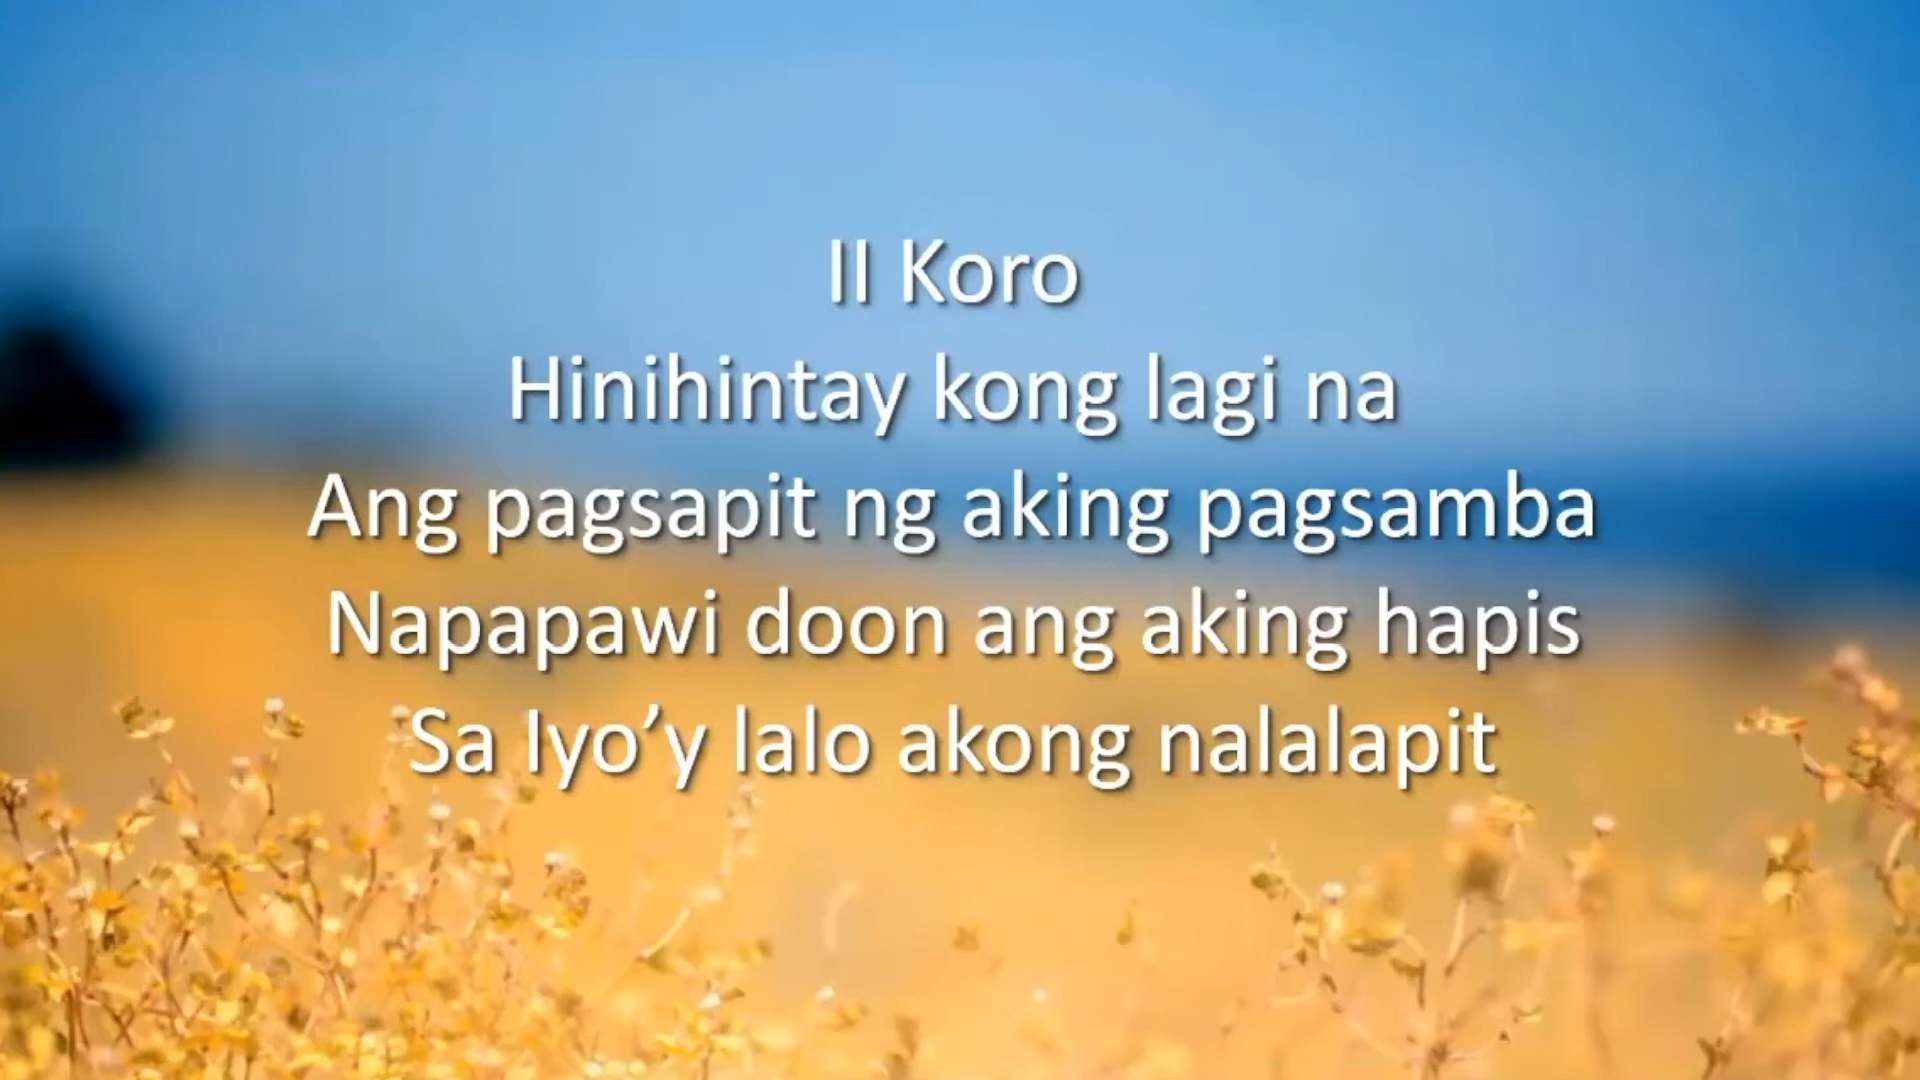 II Koro
Hinihintay kong lagi na
Ang pagsapit ng aking pagsamba
Napapawi doon ang aking hapis
Sa Iyo’y lalo akong nalalapit